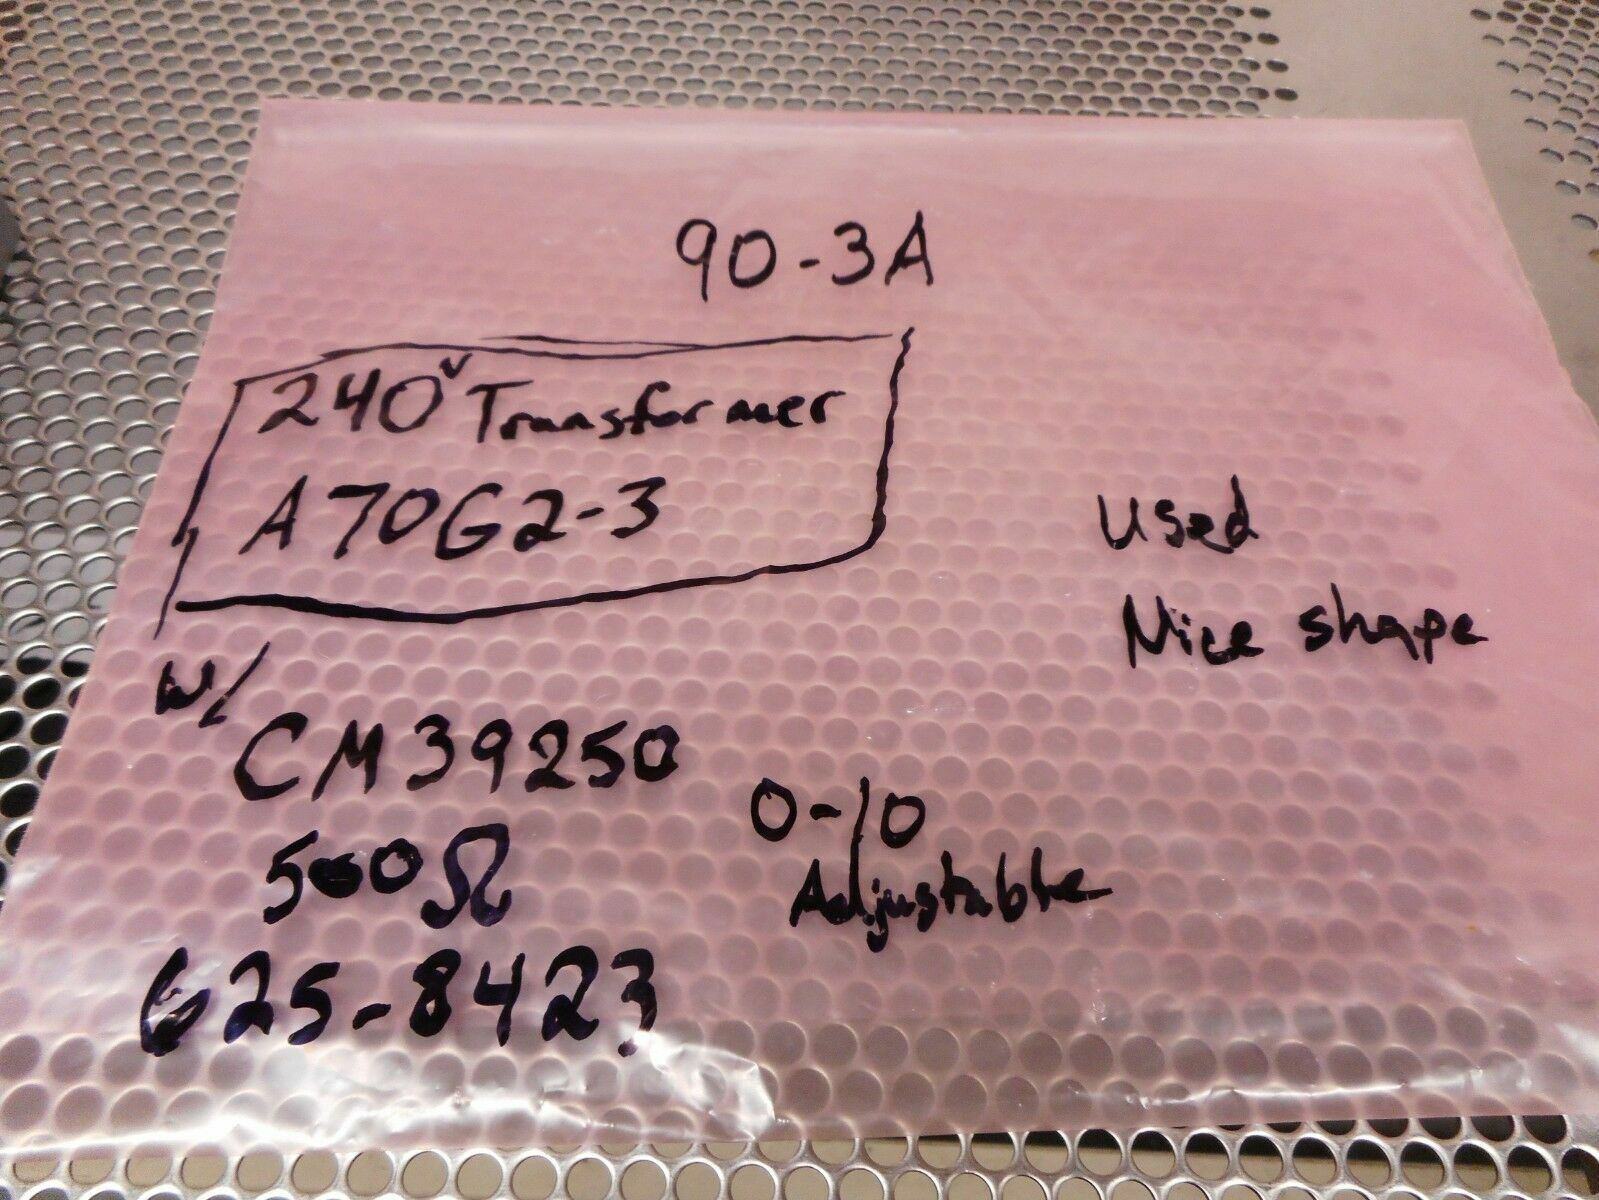 90-3A
240V Transformer
A70G2-3
Used
Nice shape
w/
CM39250
500Ω
0-10
Adjustable
625-8423